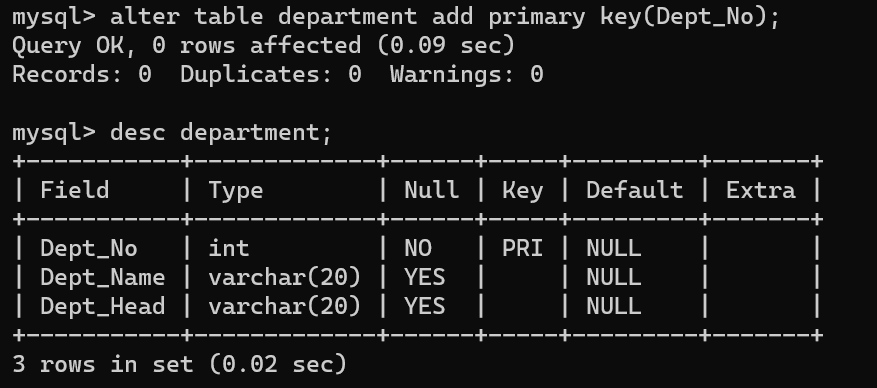 mysql> alter table department add primary key(Dept_No);
Query OK, 0 rows affected (0.09 sec)
Records: 0  Duplicates: 0  Warnings: 0

mysql> desc department;
+-----------+-------------+------+-----+---------+-------+
| Field     | Type        | Null | Key | Default | Extra |
+-----------+-------------+------+-----+---------+-------+
| Dept_No   | int         | NO   | PRI | NULL    |       |
| Dept_Name | varchar(20) | YES  |     | NULL    |       |
| Dept_Head | varchar(20) | YES  |     | NULL    |       |
+-----------+-------------+------+-----+---------+-------+
3 rows in set (0.02 sec)